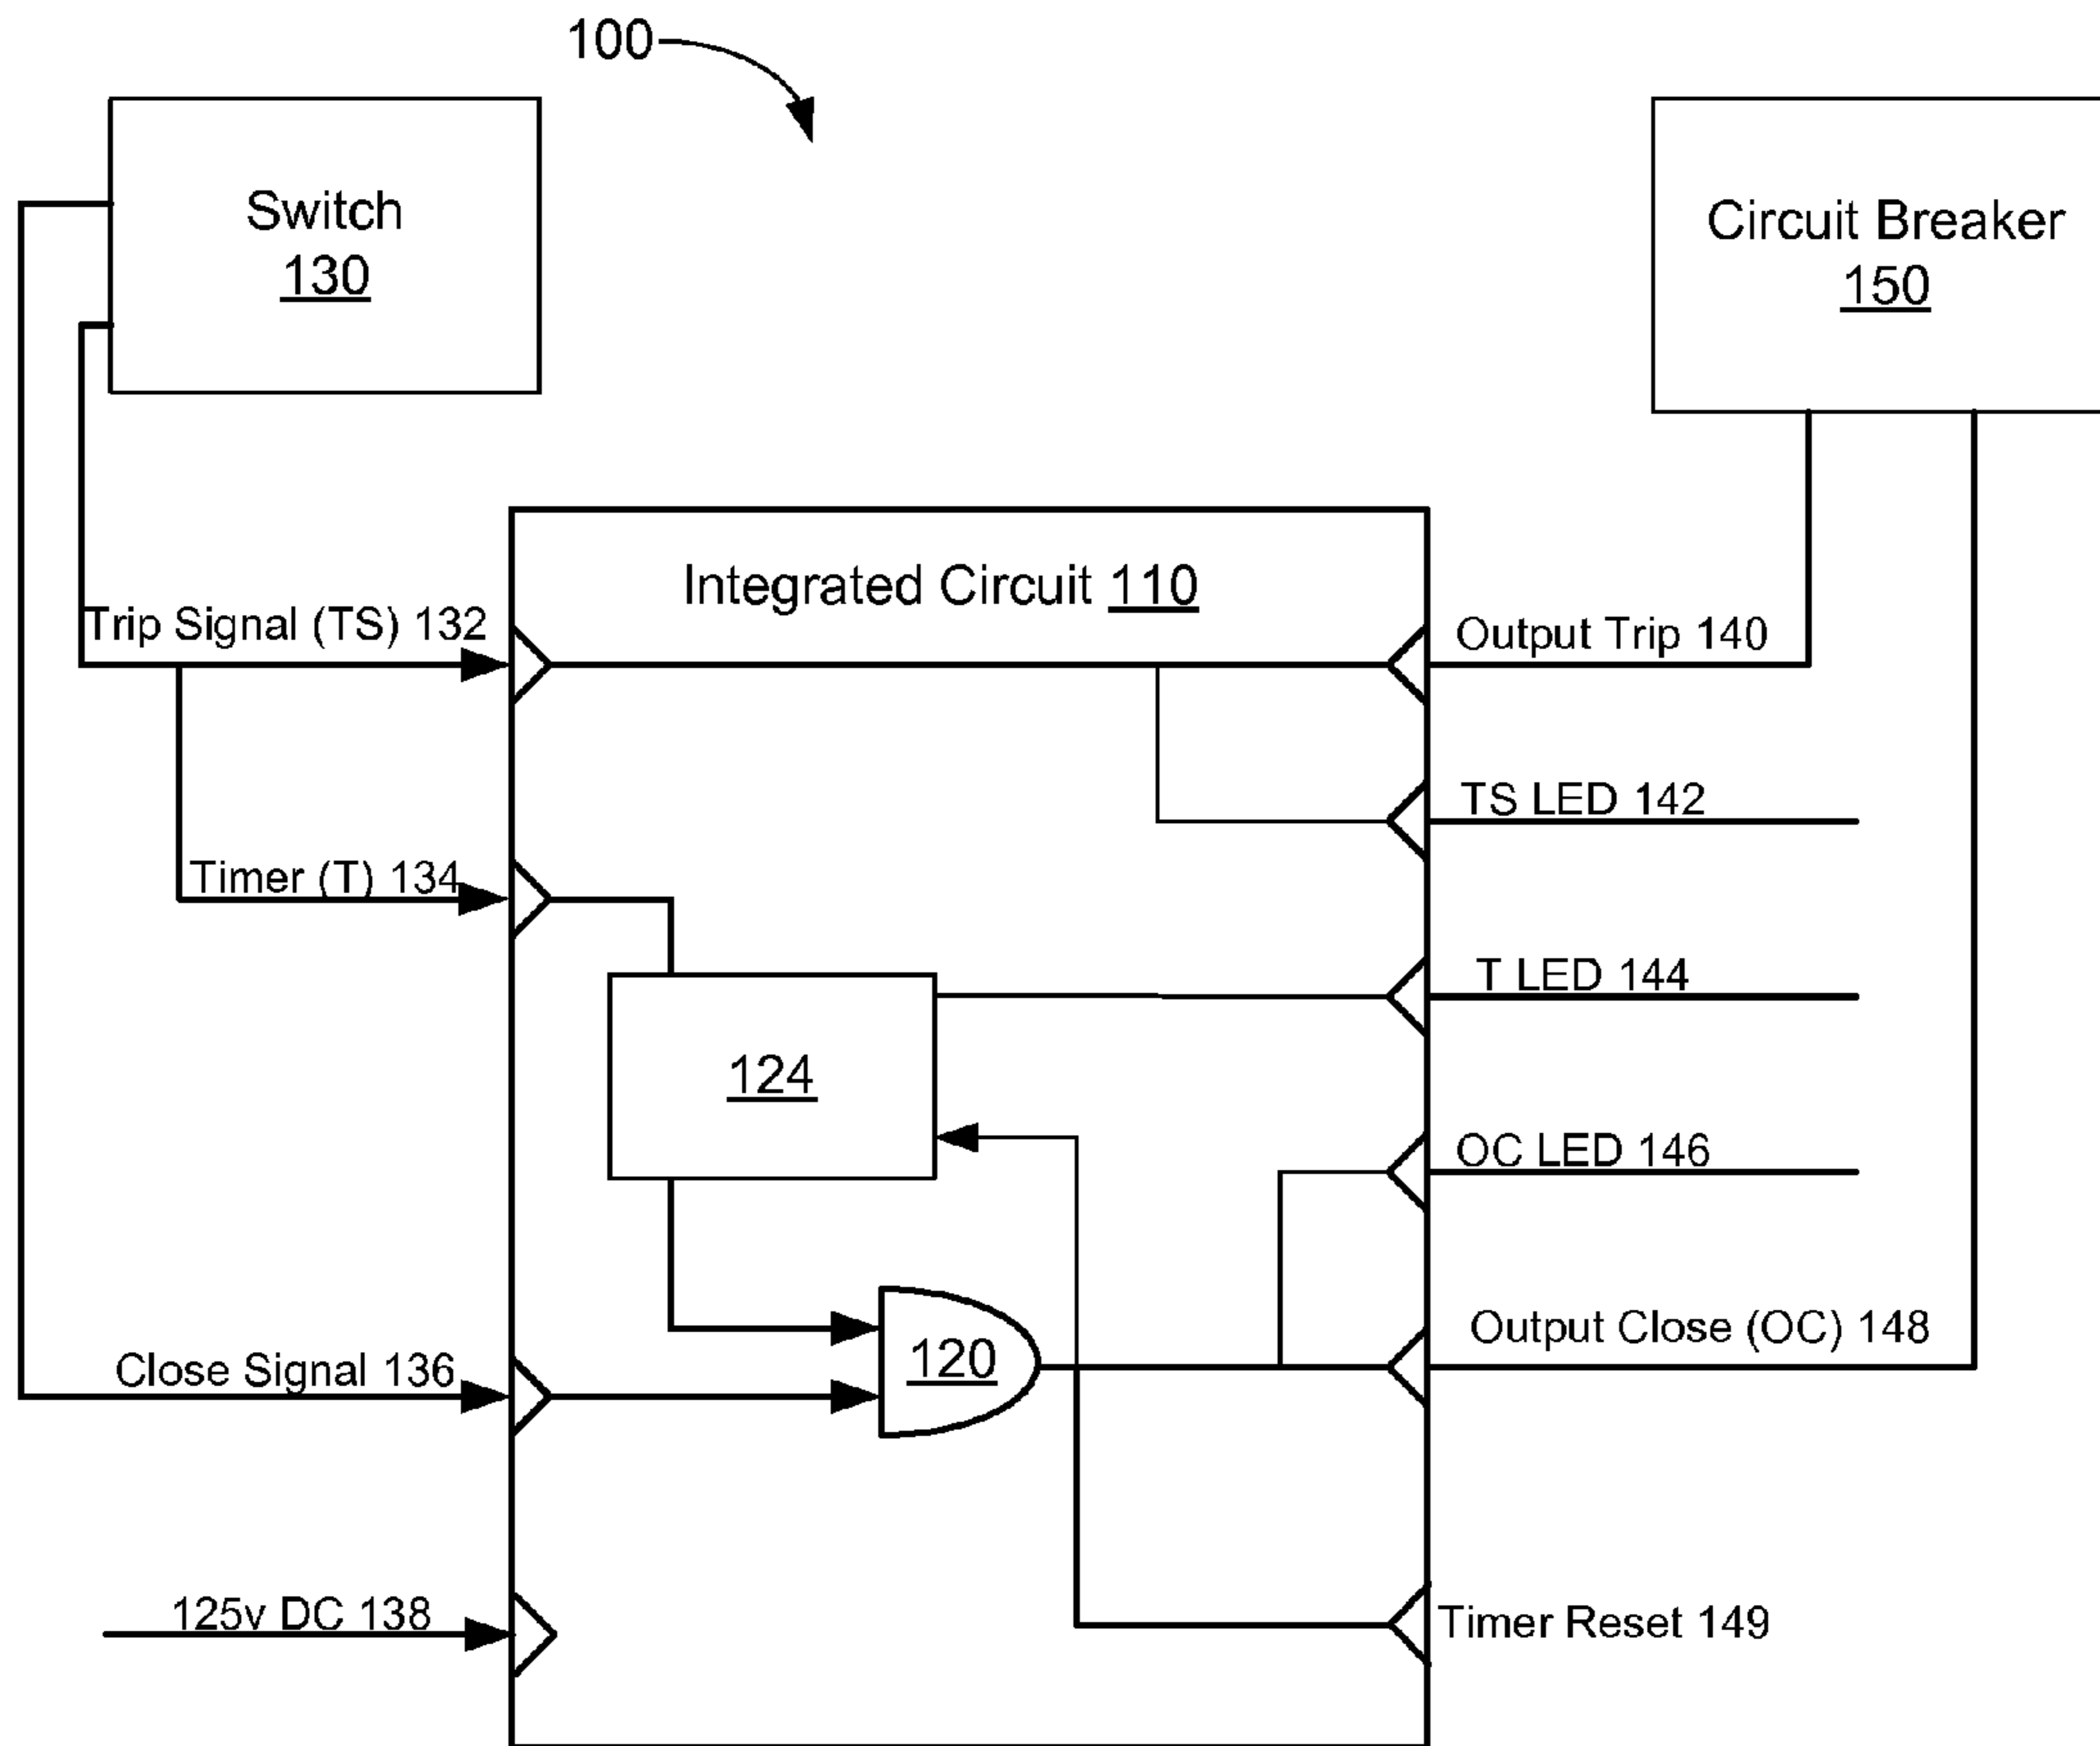 100
Switch
130
Circuit Breaker
150
Integrated Circuit 110
Trip Signal (TS) 132
Output Trip 140
TS LED 142
Timer (T) 134
T LED 144
124
OC LED 146
Output Close (OC) 148
120
Close Signal 136
125v DC 138
Timer Reset 149